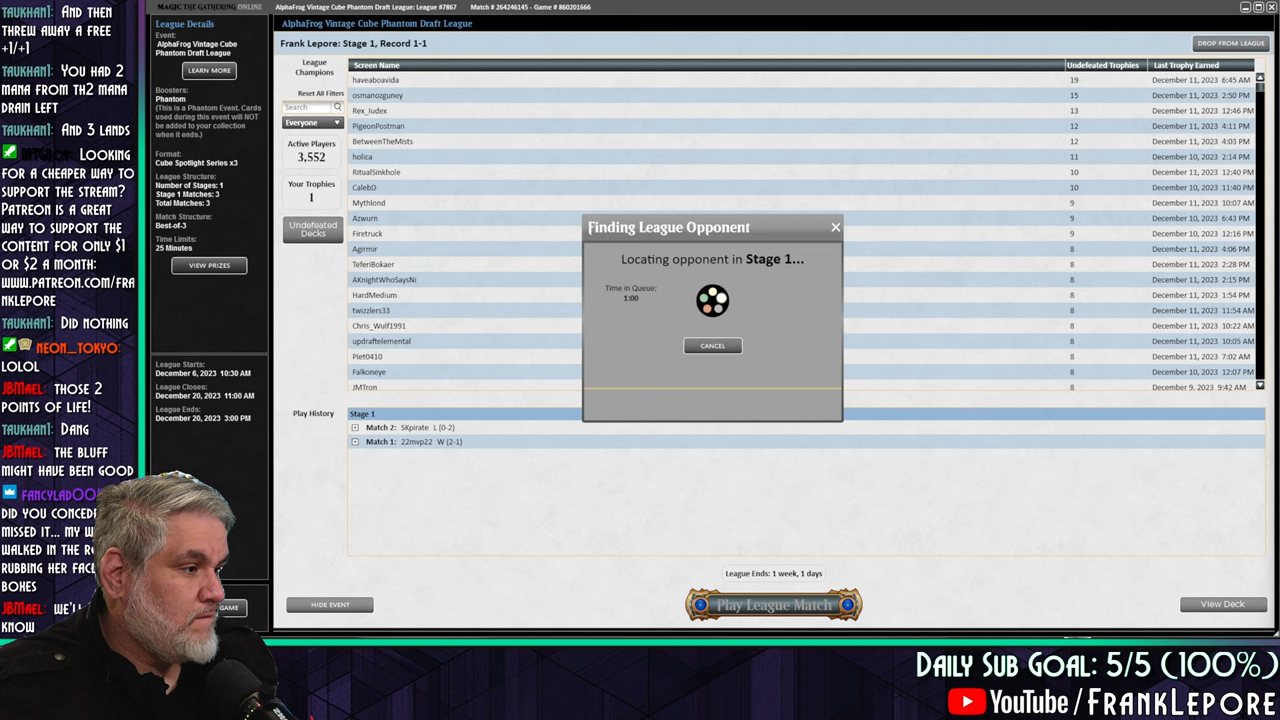 TAUKHAM1: AND THEN
THREW AWAY A FREE
+1/+1
TAUKHAM1: YOU HAD 2
MANA FROM TH2 MANA
DRAIN LEFT
TAUKHAM1: AND 3 LANDS
MTGBOT: LOOKING
FOR A CHEAPER WAY TO
SUPPORT THE STREAM?
PATREON IS A GREAT
WAY TO SUPPORT THE
CONTENT FOR ONLY $1
OR $2 A MONTH:
WWW.PATREON.COM/FRA
NKLEPORE
TAUKHAM1: DID NOTHING
NEON_TOKYO:
LOLOL
JBMAEL: THOSE 2
POINTS OF LIFE!
TAUKHAM1: DANG
JBMAEL: THE BLUFF
MIGHT HAVE BEEN GOOD
FANCYLAD00
DID YOU CONCED
MISSED IT... MY W
WALKED IN THE R
RUBBING HER FAC
BOXES
JBMAEL: WE'LL
KNOW
MAGIC THE GATHERING ONLINE
AlphaFrog Vintage Cube Phantom Draft League: League #7867 Match # 264246145 - Game # 860201666
League Details
Event:
AlphaFrog Vintage Cube
Phantom Draft League
LEARN MORE
Boosters:
Phantom
(This is a Phantom Event. Cards
used during this event will NOT
be added to your collection
when it ends.)
Format:
Cube Spotlight Series x3
League Structure:
Number of Stages: 1
Stage 1 Matches: 3
Total Matches: 3
Match Structure:
Best-of-3
Time Limits:
25 Minutes
VIEW PRIZES
League Starts:
December 6, 2023 10:30 AM
League Closes:
December 20, 2023 11:00 AM
League Ends:
December 20, 2023 3:00 PM
GAME
AlphaFrog Vintage Cube Phantom Draft League
Frank Lepore: Stage 1, Record 1-1
DROP FROM LEAGUE
League
Champions
Reset All Filters
Search
Everyone
Active Players
3,552
Your Trophies
1
Undefeated
Decks
Screen Name Undefeated Trophies Last Trophy Earned
haveaboavida 19 December 11, 2023 6:45 AM
osmanozguney 15 December 11, 2023 2:50 PM
Rex_Iudex 13 December 11, 2023 12:46 PM
PigeonPostman 12 December 11, 2023 4:11 PM
BetweenTheMists 12 December 11, 2023 4:03 PM
holica 11 December 10, 2023 2:14 PM
RitualSinkhole 10 December 11, 2023 12:40 PM
CalebD 10 December 10, 2023 11:40 PM
Mythlond 9 December 11, 2023 10:07 AM
Azwurn 9 December 10, 2023 6:43 PM
Firetruck 9 December 10, 2023 12:16 PM
Agirmir 8 December 11, 2023 4:06 PM
TeferiBokaer 8 December 11, 2023 2:28 PM
AKnightWhoSaysNi 8 December 11, 2023 2:15 PM
HardMedium 8 December 11, 2023 1:54 PM
twizzlers33 8 December 11, 2023 11:54 AM
Chris_Wulf1991 8 December 11, 2023 10:22 AM
updraftelemental 8 December 11, 2023 10:05 AM
Piet0410 8 December 11, 2023 7:02 AM
Falkoneye 8 December 10, 2023 12:07 PM
JMTron 8 December 9, 2023 9:42 AM
Finding League Opponent
Locating opponent in Stage 1...
Time in Queue:
1:00
CANCEL
Play History
Stage 1
Match 2: SKpirate L (0-2)
Match 1: 22mvp22 W (2-1)
League Ends: 1 week, 1 days
HIDE EVENT
Play League Match
View Deck
DAILY SUB GOAL: 5/5 (100%)
YOUTUBE/FRANKLEPORE